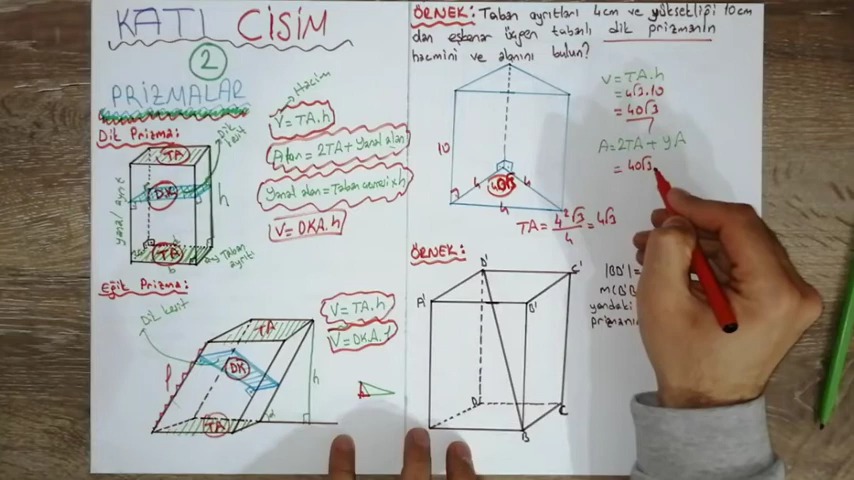 KATI CİSİM
2
PRİZMALAR
Dik Prizma:
TA
DK
TA
yanal ayrıt
h
Dik kesit
Taban ayrıtı
b
Hacim
V=TA.h
Alan=2TA+Yanal alan
Yanal alan=Taban çevresi x h
V=DKA.h
Eğik Prizma:
Dik kesit
TA
DK
TA
l
h
α
V=TA.h
V=DKA.l
ÖRNEK: Taban ayrıtları 4cm ve yüksekliği 10cm
olan eşkenar üçgen tabanlı dik prizmanın
hacmini ve alanını bulun?
10
4
4
4
V=TA.h
=4√3.10
=40√3
A=2TA+YA
=40√3
TA=4²√3/4=4√3
ÖRNEK:
A'
D'
C'
B'
D
C
B
|BD'|=
m(B'B
yandaki